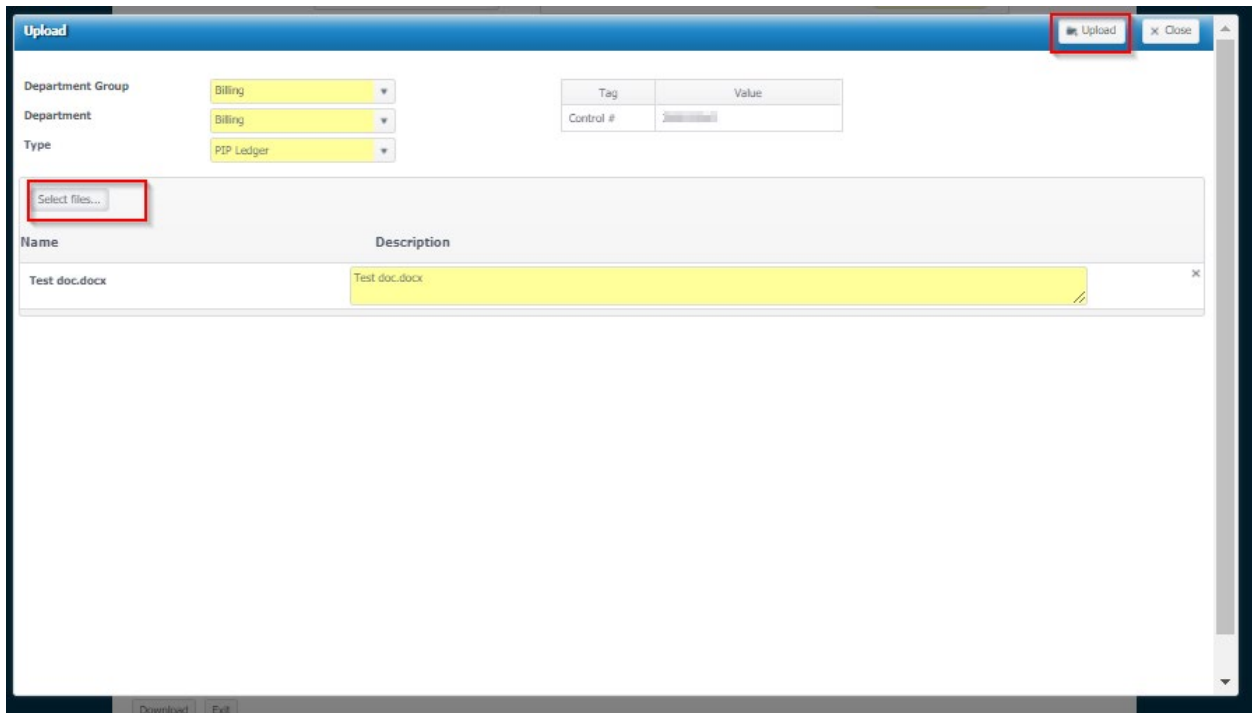 Upload
Upload
Close
Department Group
Billing
Tag
Value
Department
Billing
Control #
Type
PIP Ledger
Select files...
Name
Description
Test doc.docx
Test doc.docx
Download
Exit